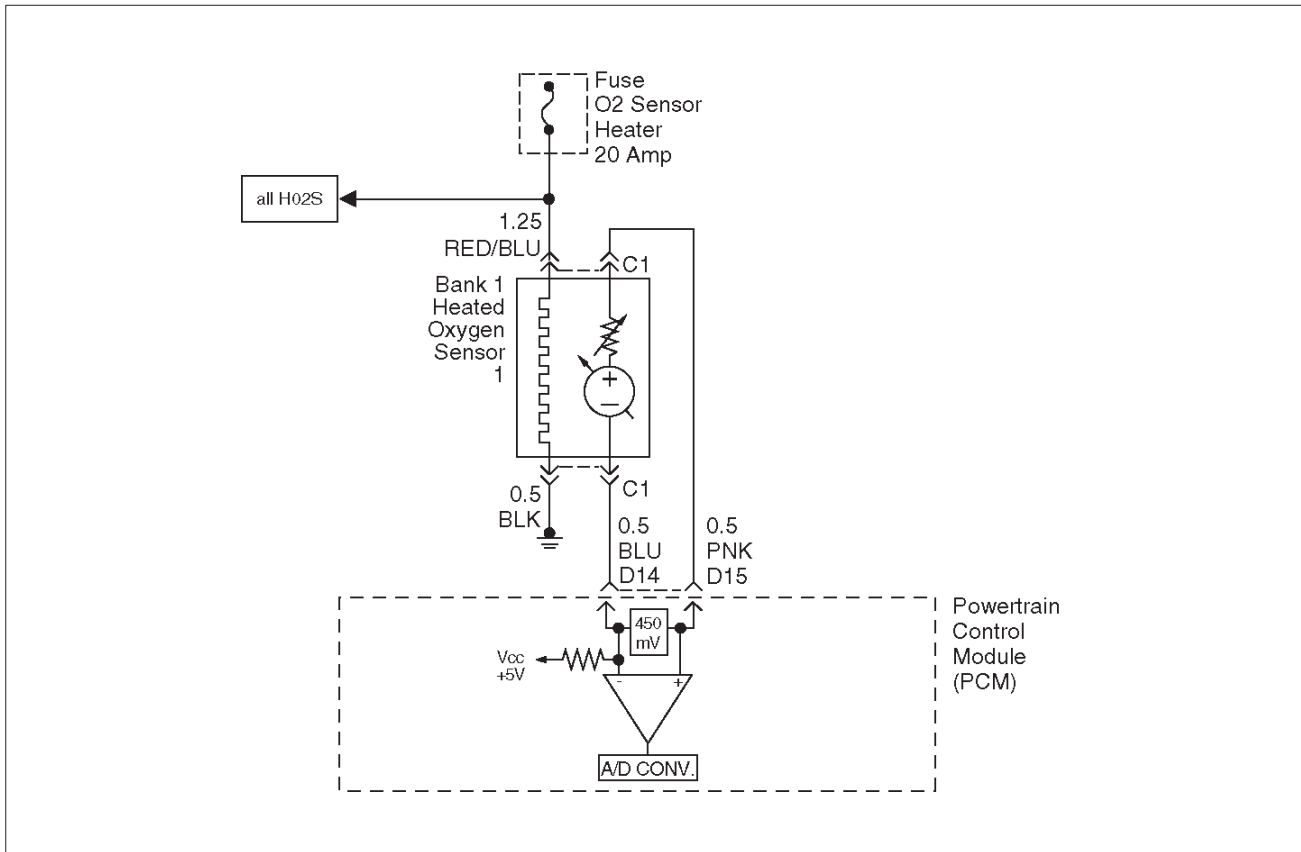 Fuse
O2 Sensor
Heater
20 Amp
all H02S
1.25
RED/BLU
C1
Bank 1
Heated
Oxygen
Sensor
1
+
—
C1
0.5
BLK
0.5
BLU
D14
0.5
PNK
D15
Powertrain
Control
Module
(PCM)
450
mV
Vcc
+5V
- +
A/D CONV.